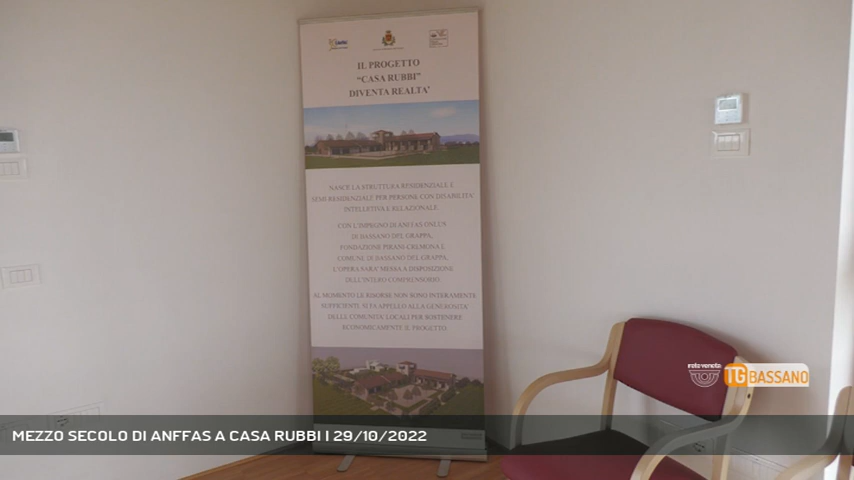 IL PROGETTO
"CASA RUBBI"
DIVENTA REALTA'
NASCE LA STRUTTURA RESIDENZIALE E
SEMI-RESIDENZIALE PER PERSONE CON DISABILITA'
INTELLETIVA E RELAZIONALE.
CON L'IMPEGNO DI ANFFAS ONLUS
DI BASSANO DEL GRAPPA,
FONDAZIONE PIRANI-CREMONA E
COMUNE DI BASSANO DEL GRAPPA,
L'OPERA SARA' MESSA A DISPOSIZIONE
DELL'INTERO COMPRENSORIO.
AL MOMENTO LE RISORSE NON SONO INTERAMENTE
SUFFICIENTI. SI FA APPELLO ALLA GENEROSITA'
DELLE COMUNITA' LOCALI PER SOSTENERE
ECONOMICAMENTE IL PROGETTO.
rete veneta
TG BASSANO
MEZZO SECOLO DI ANFFAS A CASA RUBBI | 29/10/2022